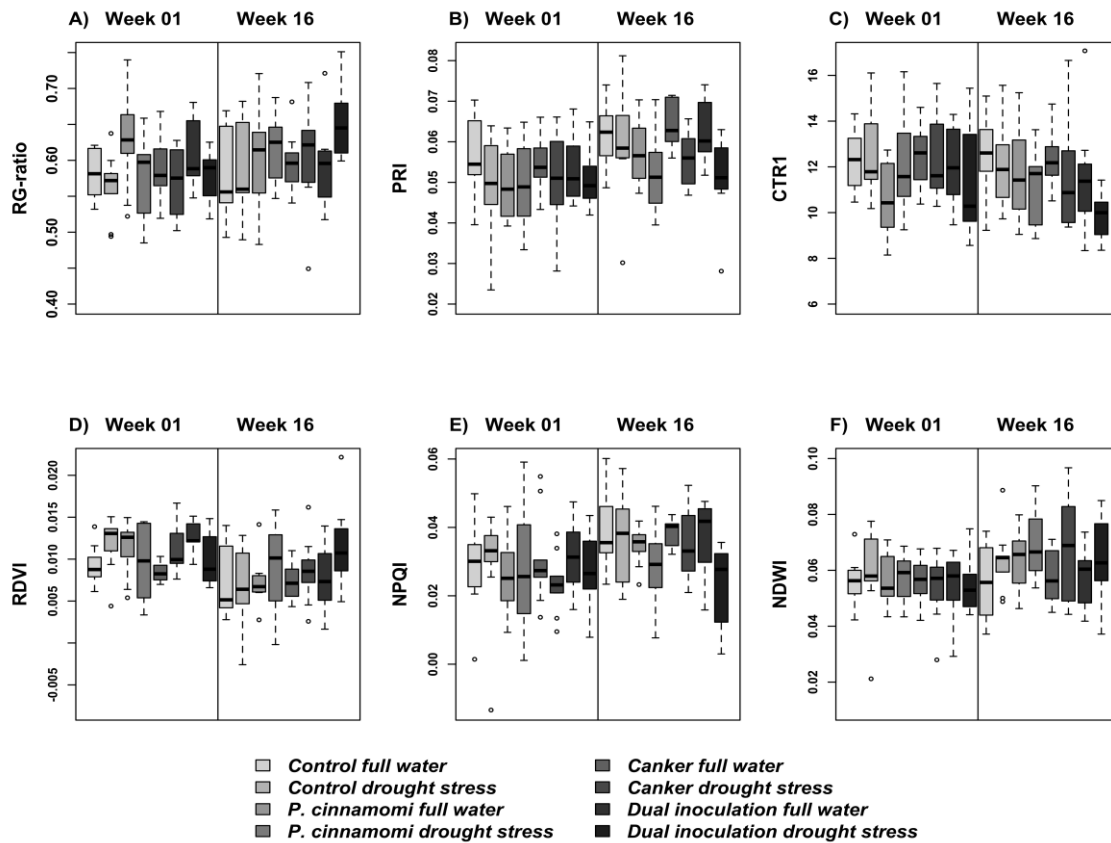 A) Week 01 Week 16 B) Week 01 Week 16 C) Week 01 Week 16
RG-ratio
0.70
0.60
0.50
0.40
PRI
0.08
0.07
0.06
0.05
0.04
0.03
0.02
CTR1
16
14
12
10
8
6
D) Week 01 Week 16 E) Week 01 Week 16 F) Week 01 Week 16
RDVI
0.020
0.015
0.010
0.005
-0.005
NPQI
0.06
0.04
0.02
0.00
NDWI
0.10
0.08
0.06
0.04
0.02
Control full water
Control drought stress
P. cinnamomi full water
P. cinnamomi drought stress
Canker full water
Canker drought stress
Dual inoculation full water
Dual inoculation drought stress